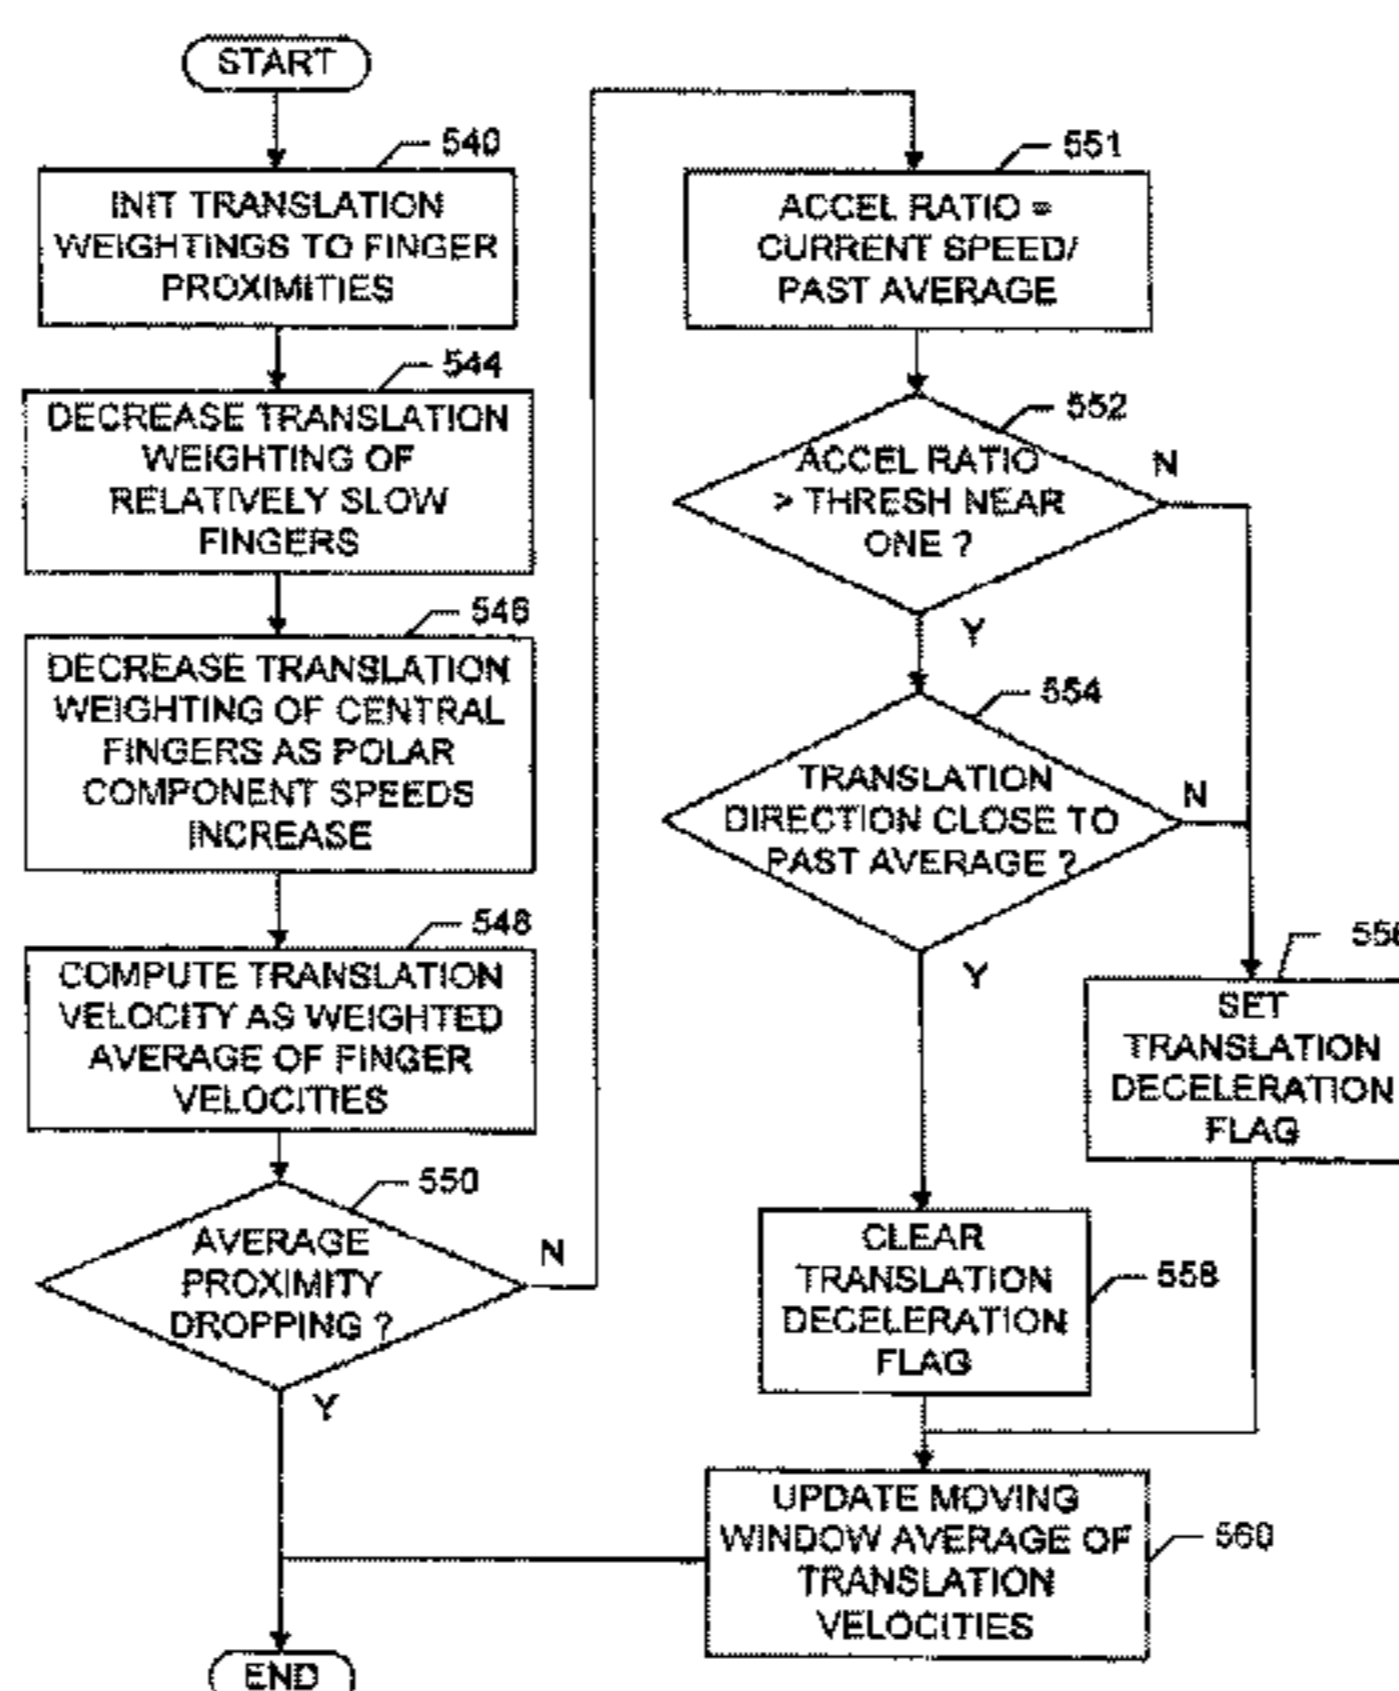 START
540
INIT TRANSLATION
WEIGHTINGS TO FINGER
PROXIMITIES
544
DECREASE TRANSLATION
WEIGHTING OF
RELATIVELY SLOW
FINGERS
546
DECREASE TRANSLATION
WEIGHTING OF CENTRAL
FINGERS AS POLAR
COMPONENT SPEEDS
INCREASE
548
COMPUTE TRANSLATION
VELOCITY AS WEIGHTED
AVERAGE OF FINGER
VELOCITIES
550
AVERAGE
PROXIMITY
DROPPING ?
N
Y
551
ACCEL RATIO =
CURRENT SPEED/
PAST AVERAGE
552
ACCEL RATIO
> THRESH NEAR
ONE ?
N
Y
554
TRANSLATION
DIRECTION CLOSE TO
PAST AVERAGE ?
N
Y
556
SET
TRANSLATION
DECELERATION
FLAG
CLEAR
TRANSLATION
DECELERATION
FLAG
558
UPDATE MOVING
WINDOW AVERAGE OF
TRANSLATION
VELOCITIES
560
END